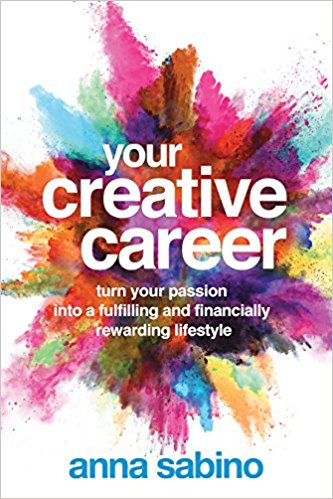 your
creative
career
turn your passion
into a fulfilling and financially
rewarding lifestyle
anna sabino